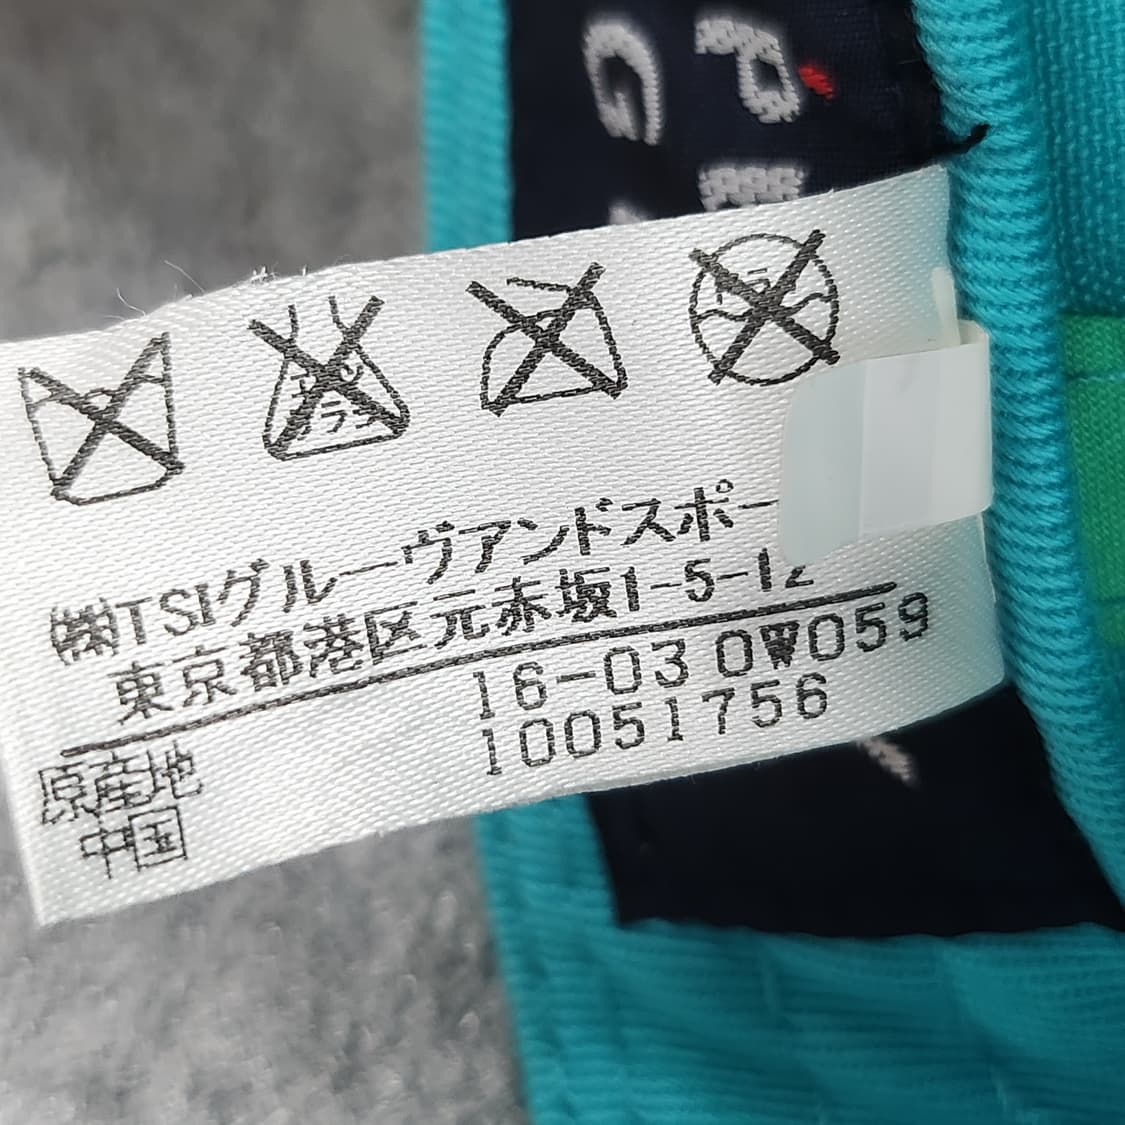 P
G
㈱TSIグルーヴアンドスポー
東京都港区元赤坂1-5-12
16-03 0W059
10051756
原産地
中国